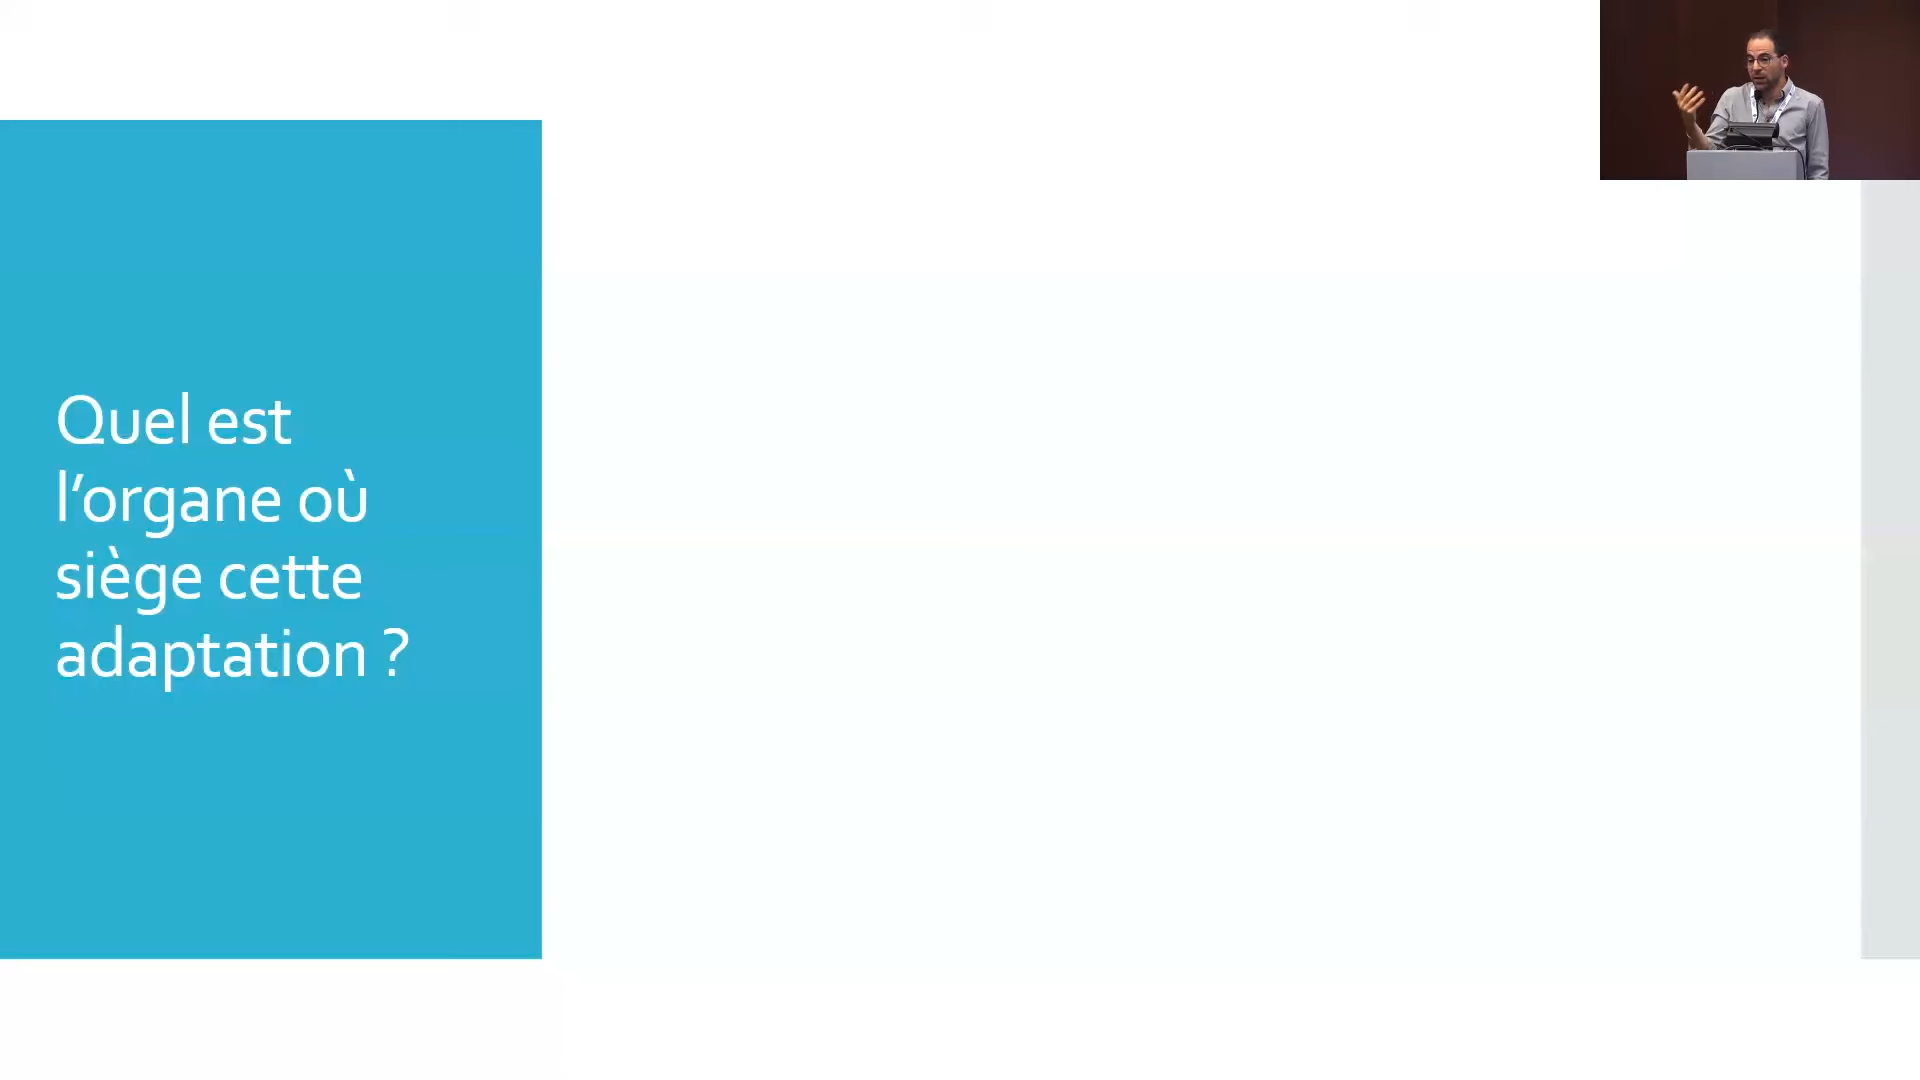 Quel est
l’organe où
siège cette
adaptation ?